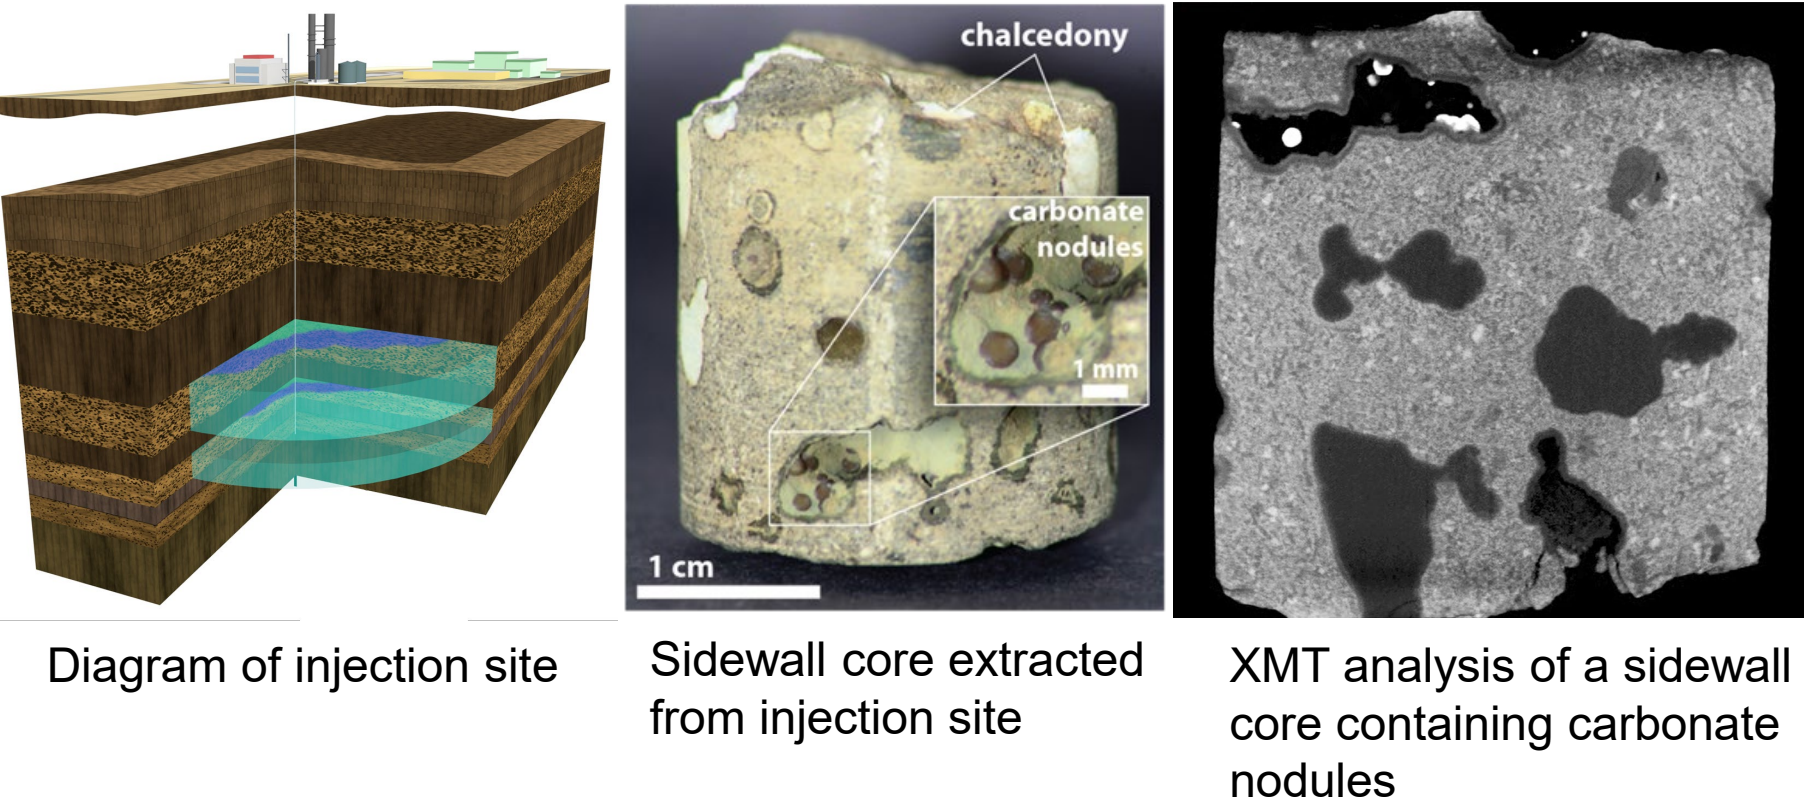 chalcedony
carbonate
nodules
1 mm
1 cm
Diagram of injection site
Sidewall core extracted
from injection site
XMT analysis of a sidewall
core containing carbonate
nodules